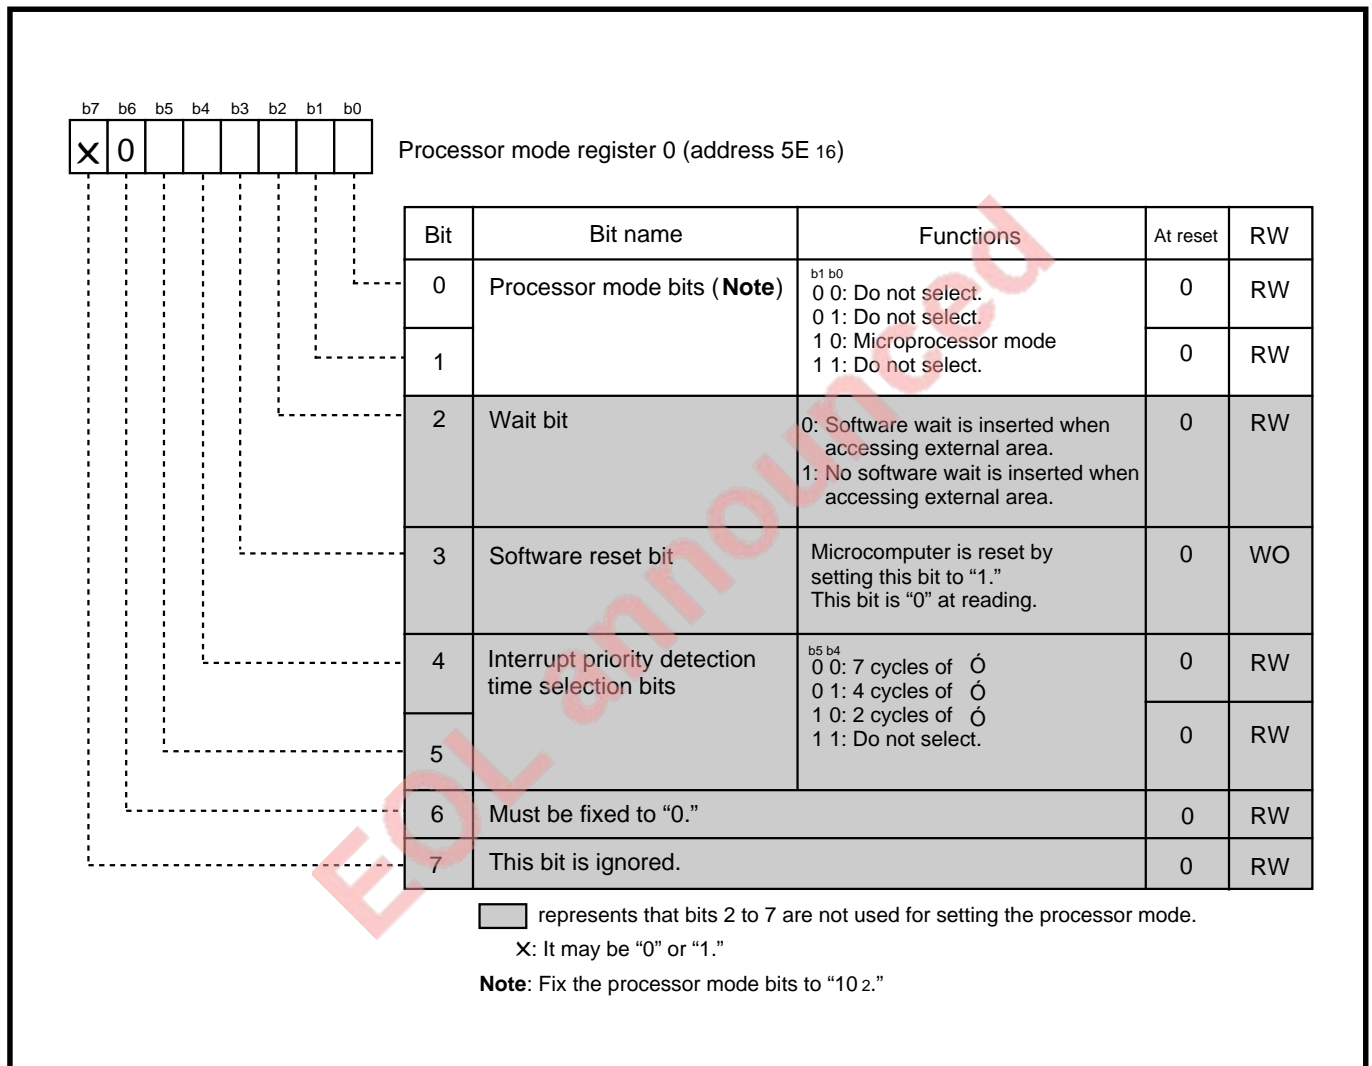 b7 b6 b5 b4 b3 b2 b1 b0
X 0
Processor mode register 0 (address 5E 16)
Bit Bit name Functions At reset RW
0 Processor mode bits (Note) b1 b0 0 RW
0 0: Do not select.
0 1: Do not select.
1 0: Microprocessor mode
1 1: Do not select.
1 0 RW
2 Wait bit 0: Software wait is inserted when 0 RW
accessing external area.
1: No software wait is inserted when
accessing external area.
3 Software reset bit Microcomputer is reset by 0 WO
setting this bit to “1.”
This bit is “0” at reading.
4 Interrupt priority detection b5 b4 0 RW
time selection bits
0 0: 7 cycles of Ó
0 1: 4 cycles of Ó
1 0: 2 cycles of Ó
1 1: Do not select.
5 0 RW
6 Must be fixed to “0.” 0 RW
7 This bit is ignored. 0 RW
represents that bits 2 to 7 are not used for setting the processor mode.
X: It may be “0” or “1.”
Note: Fix the processor mode bits to “10 2.”
EOL announced